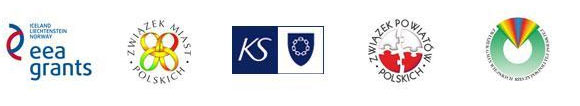 ICELAND
LIECHTENSTEIN
NORWAY
eea
grants
ZWIĄZEK MIAST
POLSKICH
KS
ZWIĄZEK POWIATÓW
POLSKICH